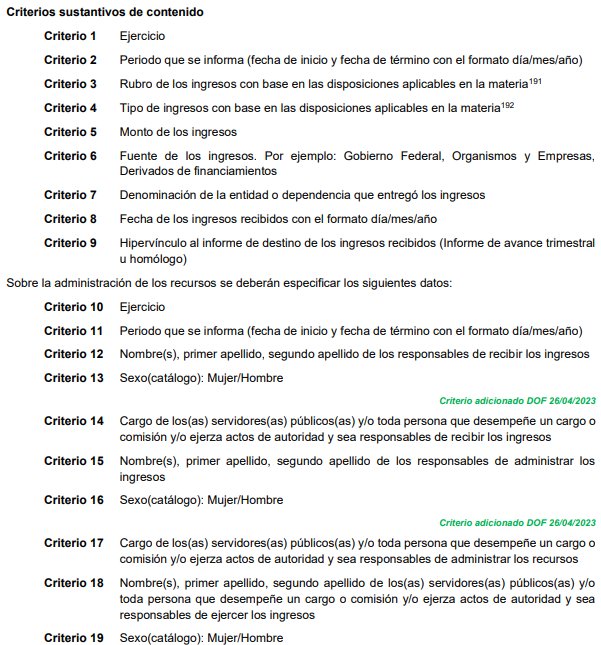 Criterios sustantivos de contenido
Criterio 1 Ejercicio
Criterio 2 Periodo que se informa (fecha de inicio y fecha de término con el formato día/mes/año)
Criterio 3 Rubro de los ingresos con base en las disposiciones aplicables en la materia191
Criterio 4 Tipo de ingresos con base en las disposiciones aplicables en la materia192
Criterio 5 Monto de los ingresos
Criterio 6 Fuente de los ingresos. Por ejemplo: Gobierno Federal, Organismos y Empresas,
Derivados de financiamientos
Criterio 7 Denominación de la entidad o dependencia que entregó los ingresos
Criterio 8 Fecha de los ingresos recibidos con el formato día/mes/año
Criterio 9 Hipervínculo al informe de destino de los ingresos recibidos (Informe de avance trimestral
u homólogo)
Sobre la administración de los recursos se deberán especificar los siguientes datos:
Criterio 10 Ejercicio
Criterio 11 Periodo que se informa (fecha de inicio y fecha de término con el formato día/mes/año)
Criterio 12 Nombre(s), primer apellido, segundo apellido de los responsables de recibir los ingresos
Criterio 13 Sexo(catálogo): Mujer/Hombre
Criterio adicionado DOF 26/04/2023
Criterio 14 Cargo de los(as) servidores(as) públicos(as) y/o toda persona que desempeñe un cargo o
comisión y/o ejerza actos de autoridad y sea responsables de recibir los ingresos
Criterio 15 Nombre(s), primer apellido, segundo apellido de los responsables de administrar los
ingresos
Criterio 16 Sexo(catálogo): Mujer/Hombre
Criterio adicionado DOF 26/04/2023
Criterio 17 Cargo de los(as) servidores(as) públicos(as) y/o toda persona que desempeñe un cargo o
comisión y/o ejerza actos de autoridad y sea responsables de administrar los recursos
Criterio 18 Nombre(s), primer apellido, segundo apellido de los(as) servidores(as) públicos(as) y/o
toda persona que desempeñe un cargo o comisión y/o ejerza actos de autoridad y sea
responsables de ejercer los ingresos
Criterio 19 Sexo(catálogo): Mujer/Hombre